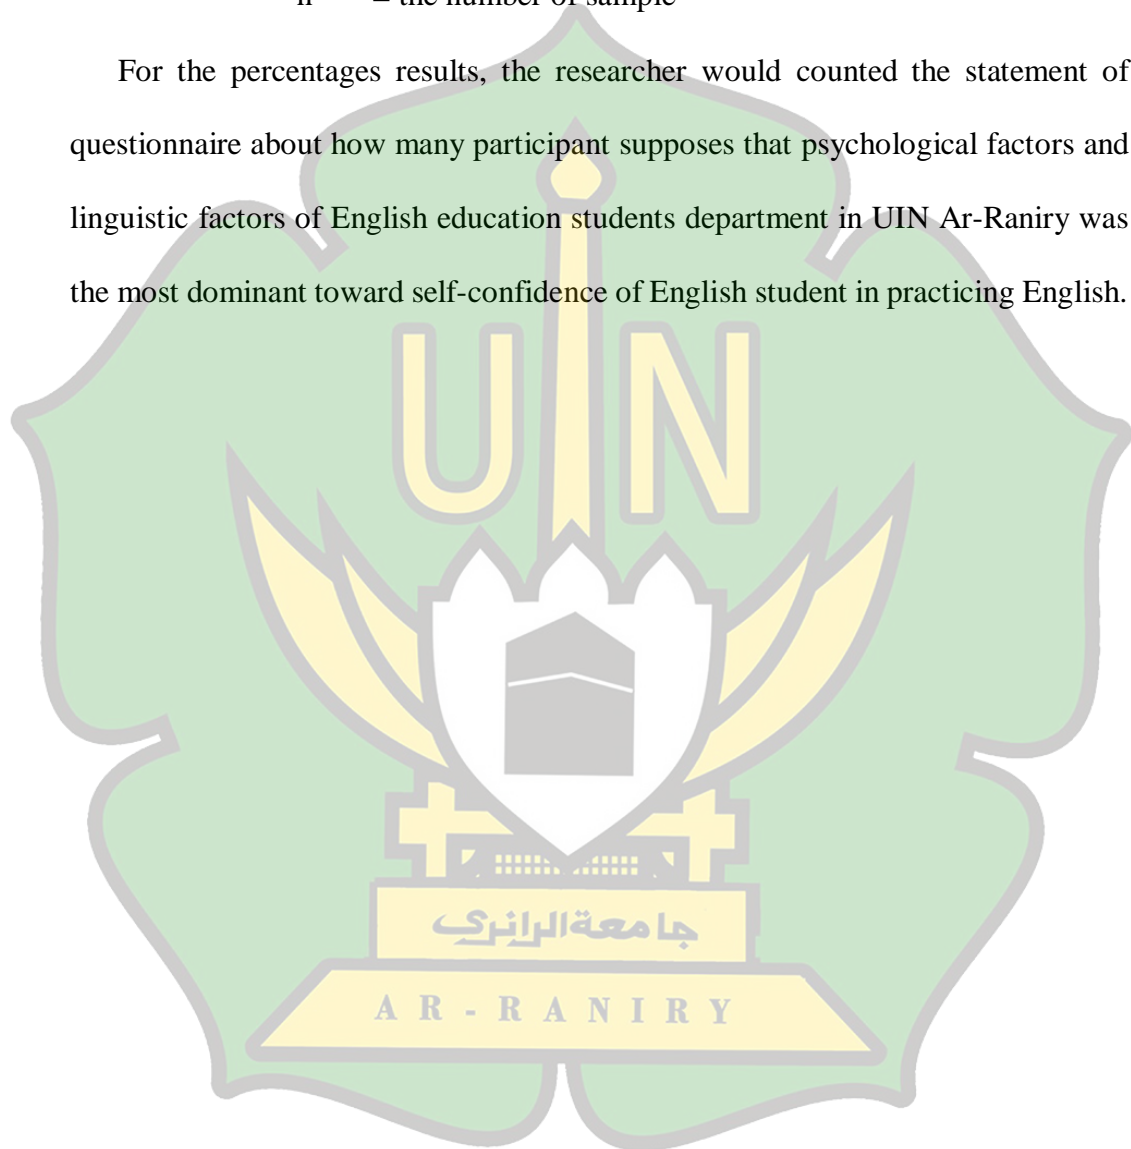 n = the number of sample
For the percentages results, the researcher would counted the statement of
questionnaire about how many participant supposes that psychological factors and
linguistic factors of English education students department in UIN Ar-Raniry was
the most dominant toward self-confidence of English student in practicing English.
UIN
جامعةالرانري
AR-RANIRY